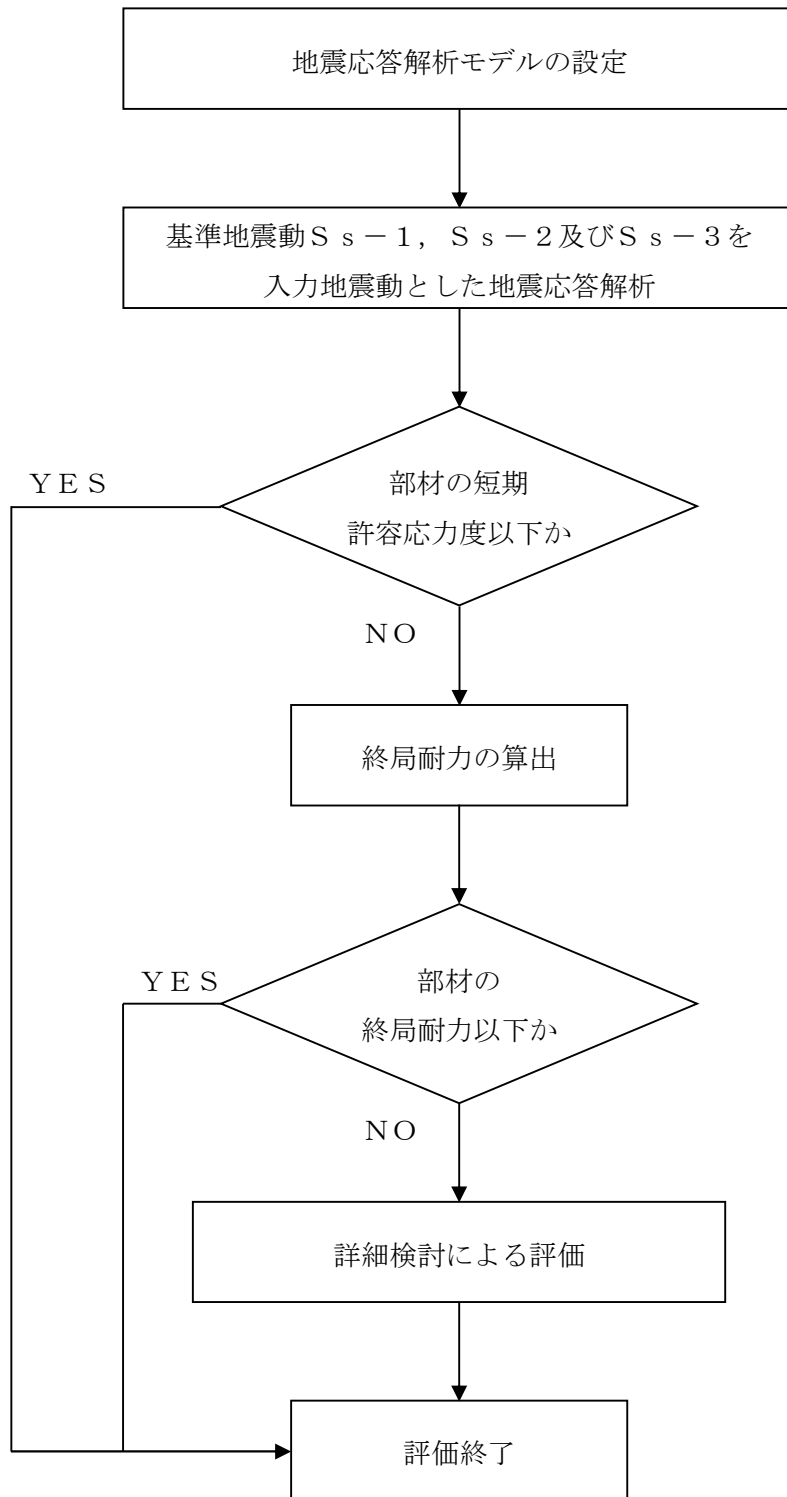 地震応答解析モデルの設定
基準地震動Ｓｓ－１，Ｓｓ－２及びＳｓ－３を
入力地震動とした地震応答解析
ＹＥＳ
部材の短期
許容応力度以下か
ＮＯ
終局耐力の算出
ＹＥＳ
部材の
終局耐力以下か
ＮＯ
詳細検討による評価
評価終了